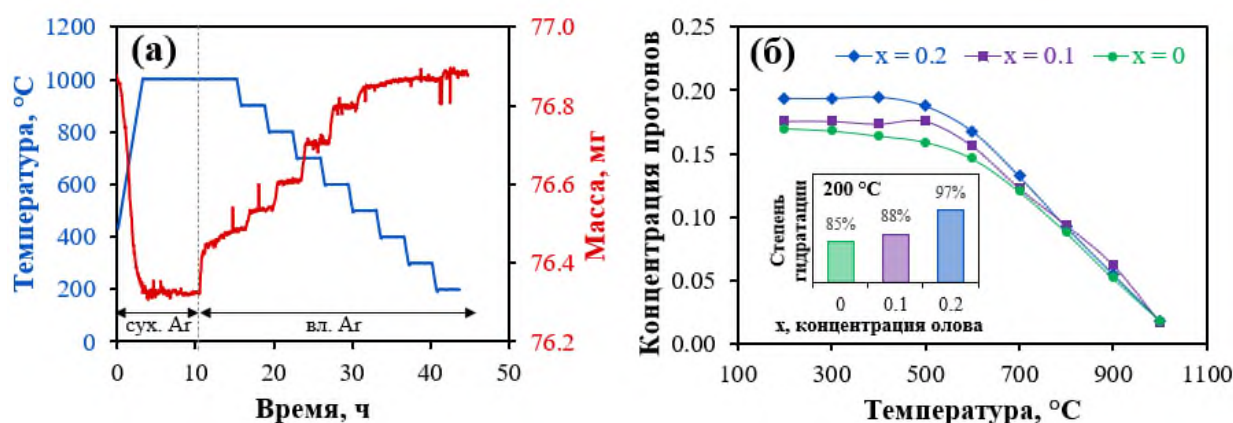 (а)
Температура, °C
1200
1000
800
600
400
200
0
77.0
76.8
76.6
76.4
76.2
Масса, мг
сух. Ar
вл. Ar
0
10
20
30
40
50
Время, ч
(б)
x = 0.2
x = 0.1
x = 0
Концентрация протонов
0.25
0.20
0.15
0.10
0.05
0.00
200 °C
Степень
гидратации
85%
88%
97%
0
0.1
0.2
x, концентрация олова
100
300
500
700
900
1100
Температура, °C